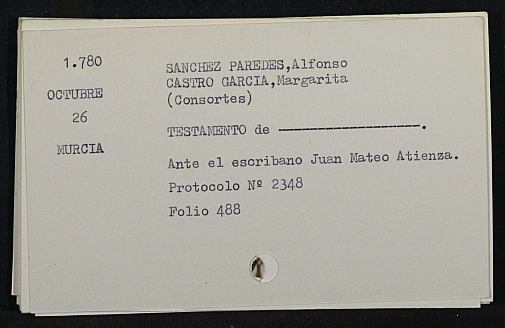 1.780
OCTUBRE
26
MURCIA
SANCHEZ PAREDES,Alfonso
CASTRO GARCIA,Margarita
(Consortes)
TESTAMENTO de --------------------.
Ante el escribano Juan Mateo Atienza.
Protocolo Nº 2348
Folio 488